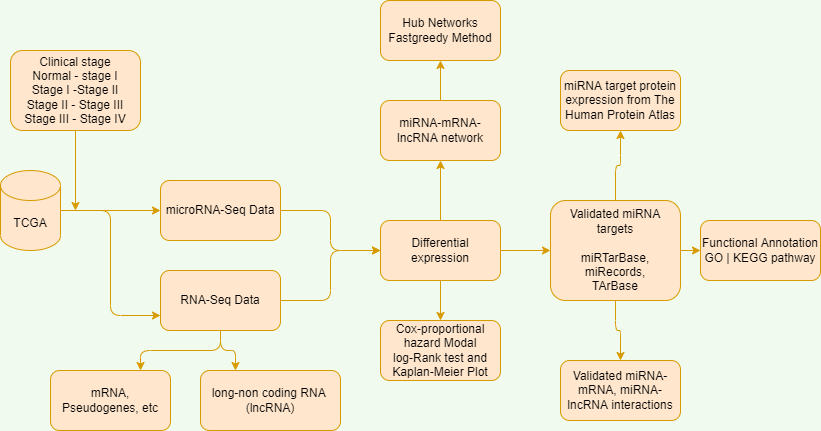 Hub Networks
Fastgreedy Method
Clinical stage
Normal - stage I
Stage I -Stage II
Stage II - Stage III
Stage III - Stage IV
miRNA target protein
expression from The
Human Protein Atlas
miRNA-mRNA-
lncRNA network
TCGA
microRNA-Seq Data
Validated miRNA
targets
miRTarBase,
miRecords,
TArBase
Differential
expression
Functional Annotation
GO | KEGG pathway
RNA-Seq Data
Cox-proportional
hazard Modal
log-Rank test and
Kaplan-Meier Plot
mRNA,
Pseudogenes, etc
long-non coding RNA
(lncRNA)
Validated miRNA-
mRNA, miRNA-
lncRNA interactions